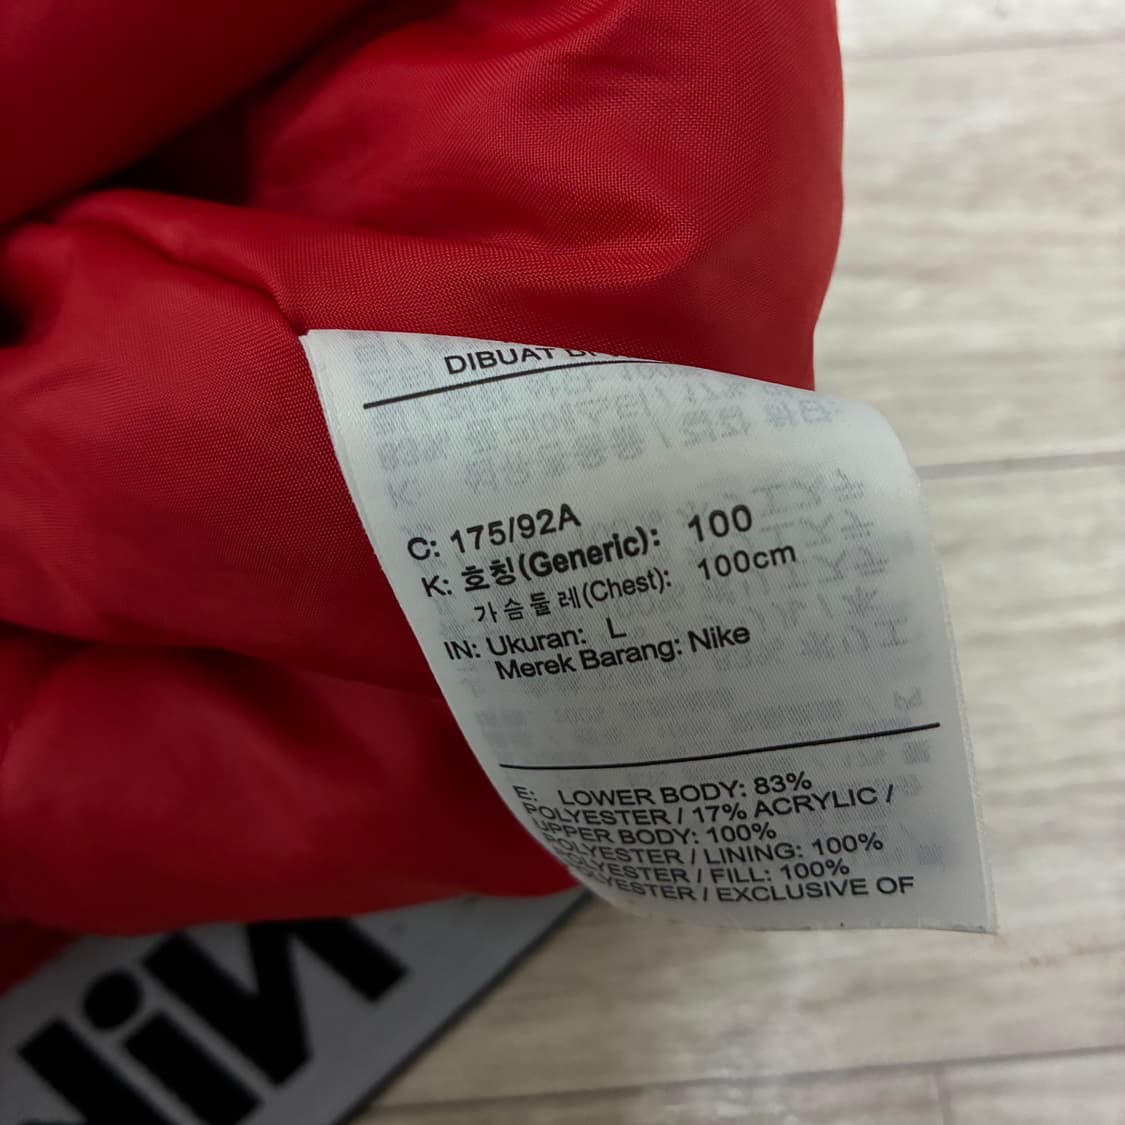 DIBUAT
C: 175/92A
K: 호칭(Generic): 100
가슴둘레(Chest): 100cm
IN: Ukuran: L
Merek Barang: Nike
E: LOWER BODY: 83%
POLYESTER / 17% ACRYLIC /
UPPER BODY: 100%
POLYESTER / LINING: 100%
POLYESTER / FILL: 100%
POLYESTER / EXCLUSIVE OF